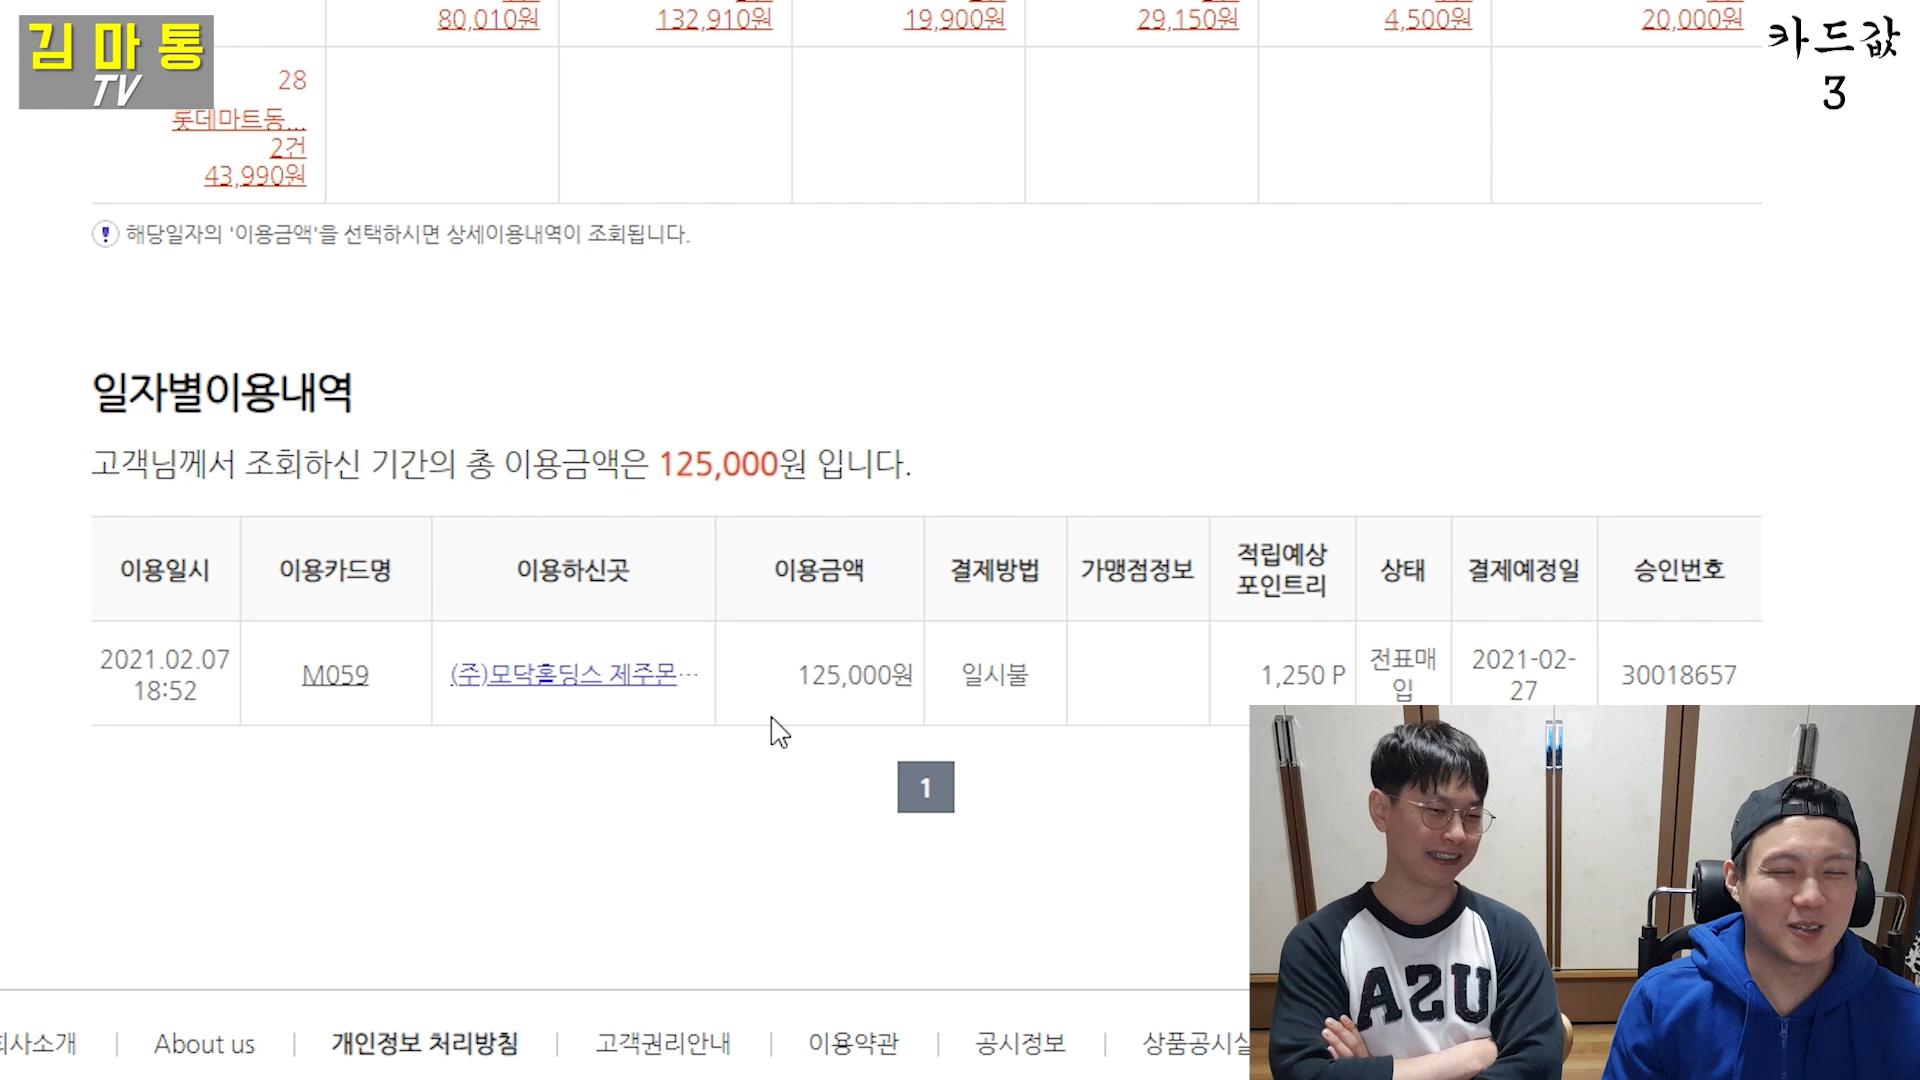 김마통
TV
카드값
3
80,010원 132,910원 19,900원 29,150원 4,500원 20,000원
28
롯데마트동...
2건
43,990원
해당일자의 '이용금액'을 선택하시면 상세이용내역이 조회됩니다.
일자별이용내역
고객님께서 조회하신 기간의 총 이용금액은 125,000원 입니다.
이용일시 이용카드명 이용하신곳 이용금액 결제방법 가맹점정보 적립예상 포인트리 상태 결제예정일 승인번호
2021.02.07 18:52 M059 (주)모닥홀딩스 제주몬… 125,000원 일시불 1,250 P 전표매입 2021-02-27 30018657
1
회사소개 | About us | 개인정보 처리방침 | 고객권리안내 | 이용약관 | 공시정보 | 상품공시실
USA